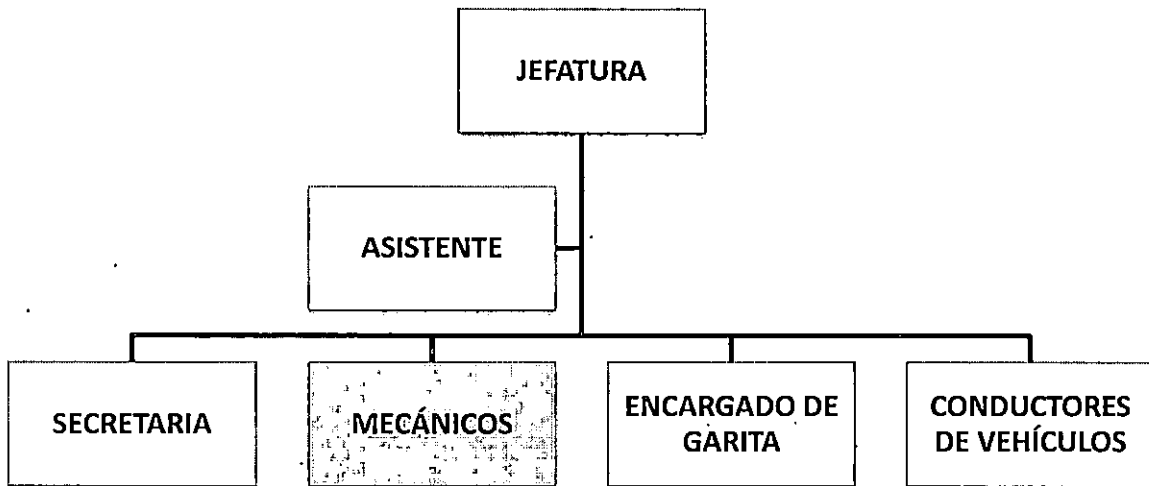 JEFATURA
ASISTENTE
SECRETARIA
MECÁNICOS
ENCARGADO DE
GARITA
CONDUCTORES
DE VEHÍCULOS